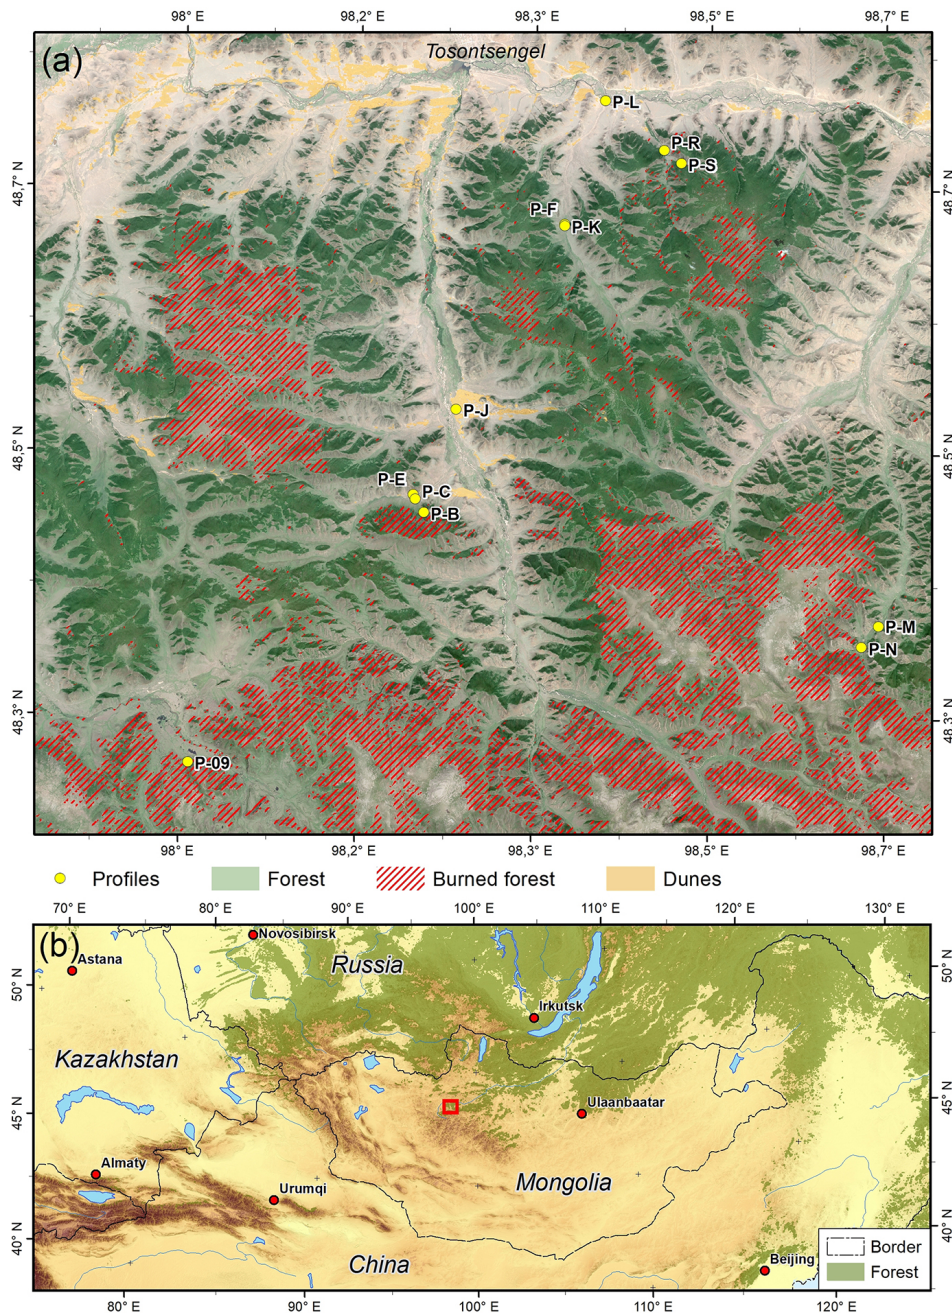 98° E
98,2° E
98,3° E
98,5° E
98,7° E
(a)
Tosontsengel
P-L
P-R
P-S
48,7° N
48,7° N
P-F
P-K
P-J
48,5° N
48,5° N
P-E
P-C
P-B
P-M
P-N
48,3° N
48,3° N
P-09
98° E
98,2° E
98,3° E
98,5° E
98,7° E
Profiles
Forest
Burned forest
Dunes
70° E
80° E
90° E
100° E
110° E
120° E
130° E
(b)
Novosibirsk
Astana
Russia
50° N
50° N
Irkutsk
Kazakhstan
Ulaanbaatar
45° N
45° N
Almaty
Urumqi
Mongolia
40° N
40° N
China
Beijing
Border
Forest
80° E
90° E
100° E
110° E
120° E